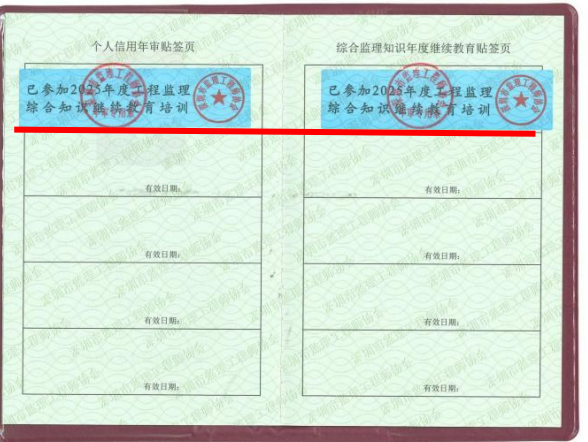 个人信用年审贴签页
已参加2025年度工程监理
综合知识继续教育培训
有效日期：
有效日期：
有效日期：
有效日期：
综合监理知识年度继续教育贴签页
已参加2025年度工程监理
综合知识继续教育培训
有效日期：
有效日期：
有效日期：
有效日期：